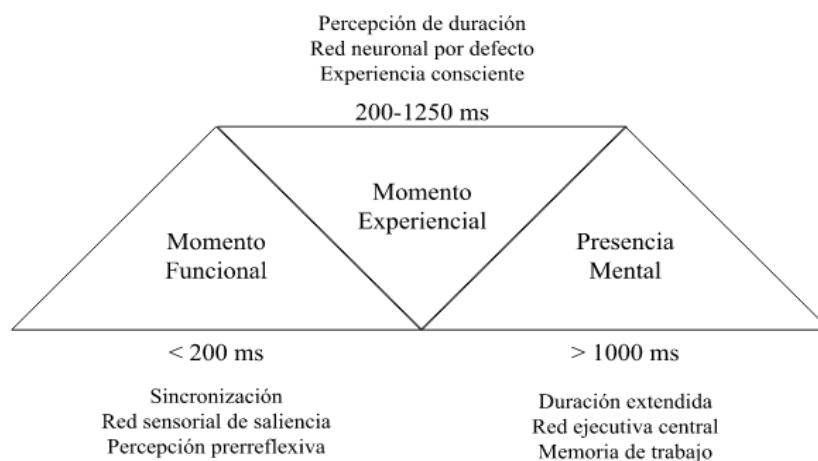 Percepción de duración
Red neuronal por defecto
Experiencia consciente
200-1250 ms
Momento
Experiencial
Momento
Funcional
Presencia
Mental
< 200 ms
Sincronización
Red sensorial de saliencia
Percepción prerreflexiva
> 1000 ms
Duración extendida
Red ejecutiva central
Memoria de trabajo